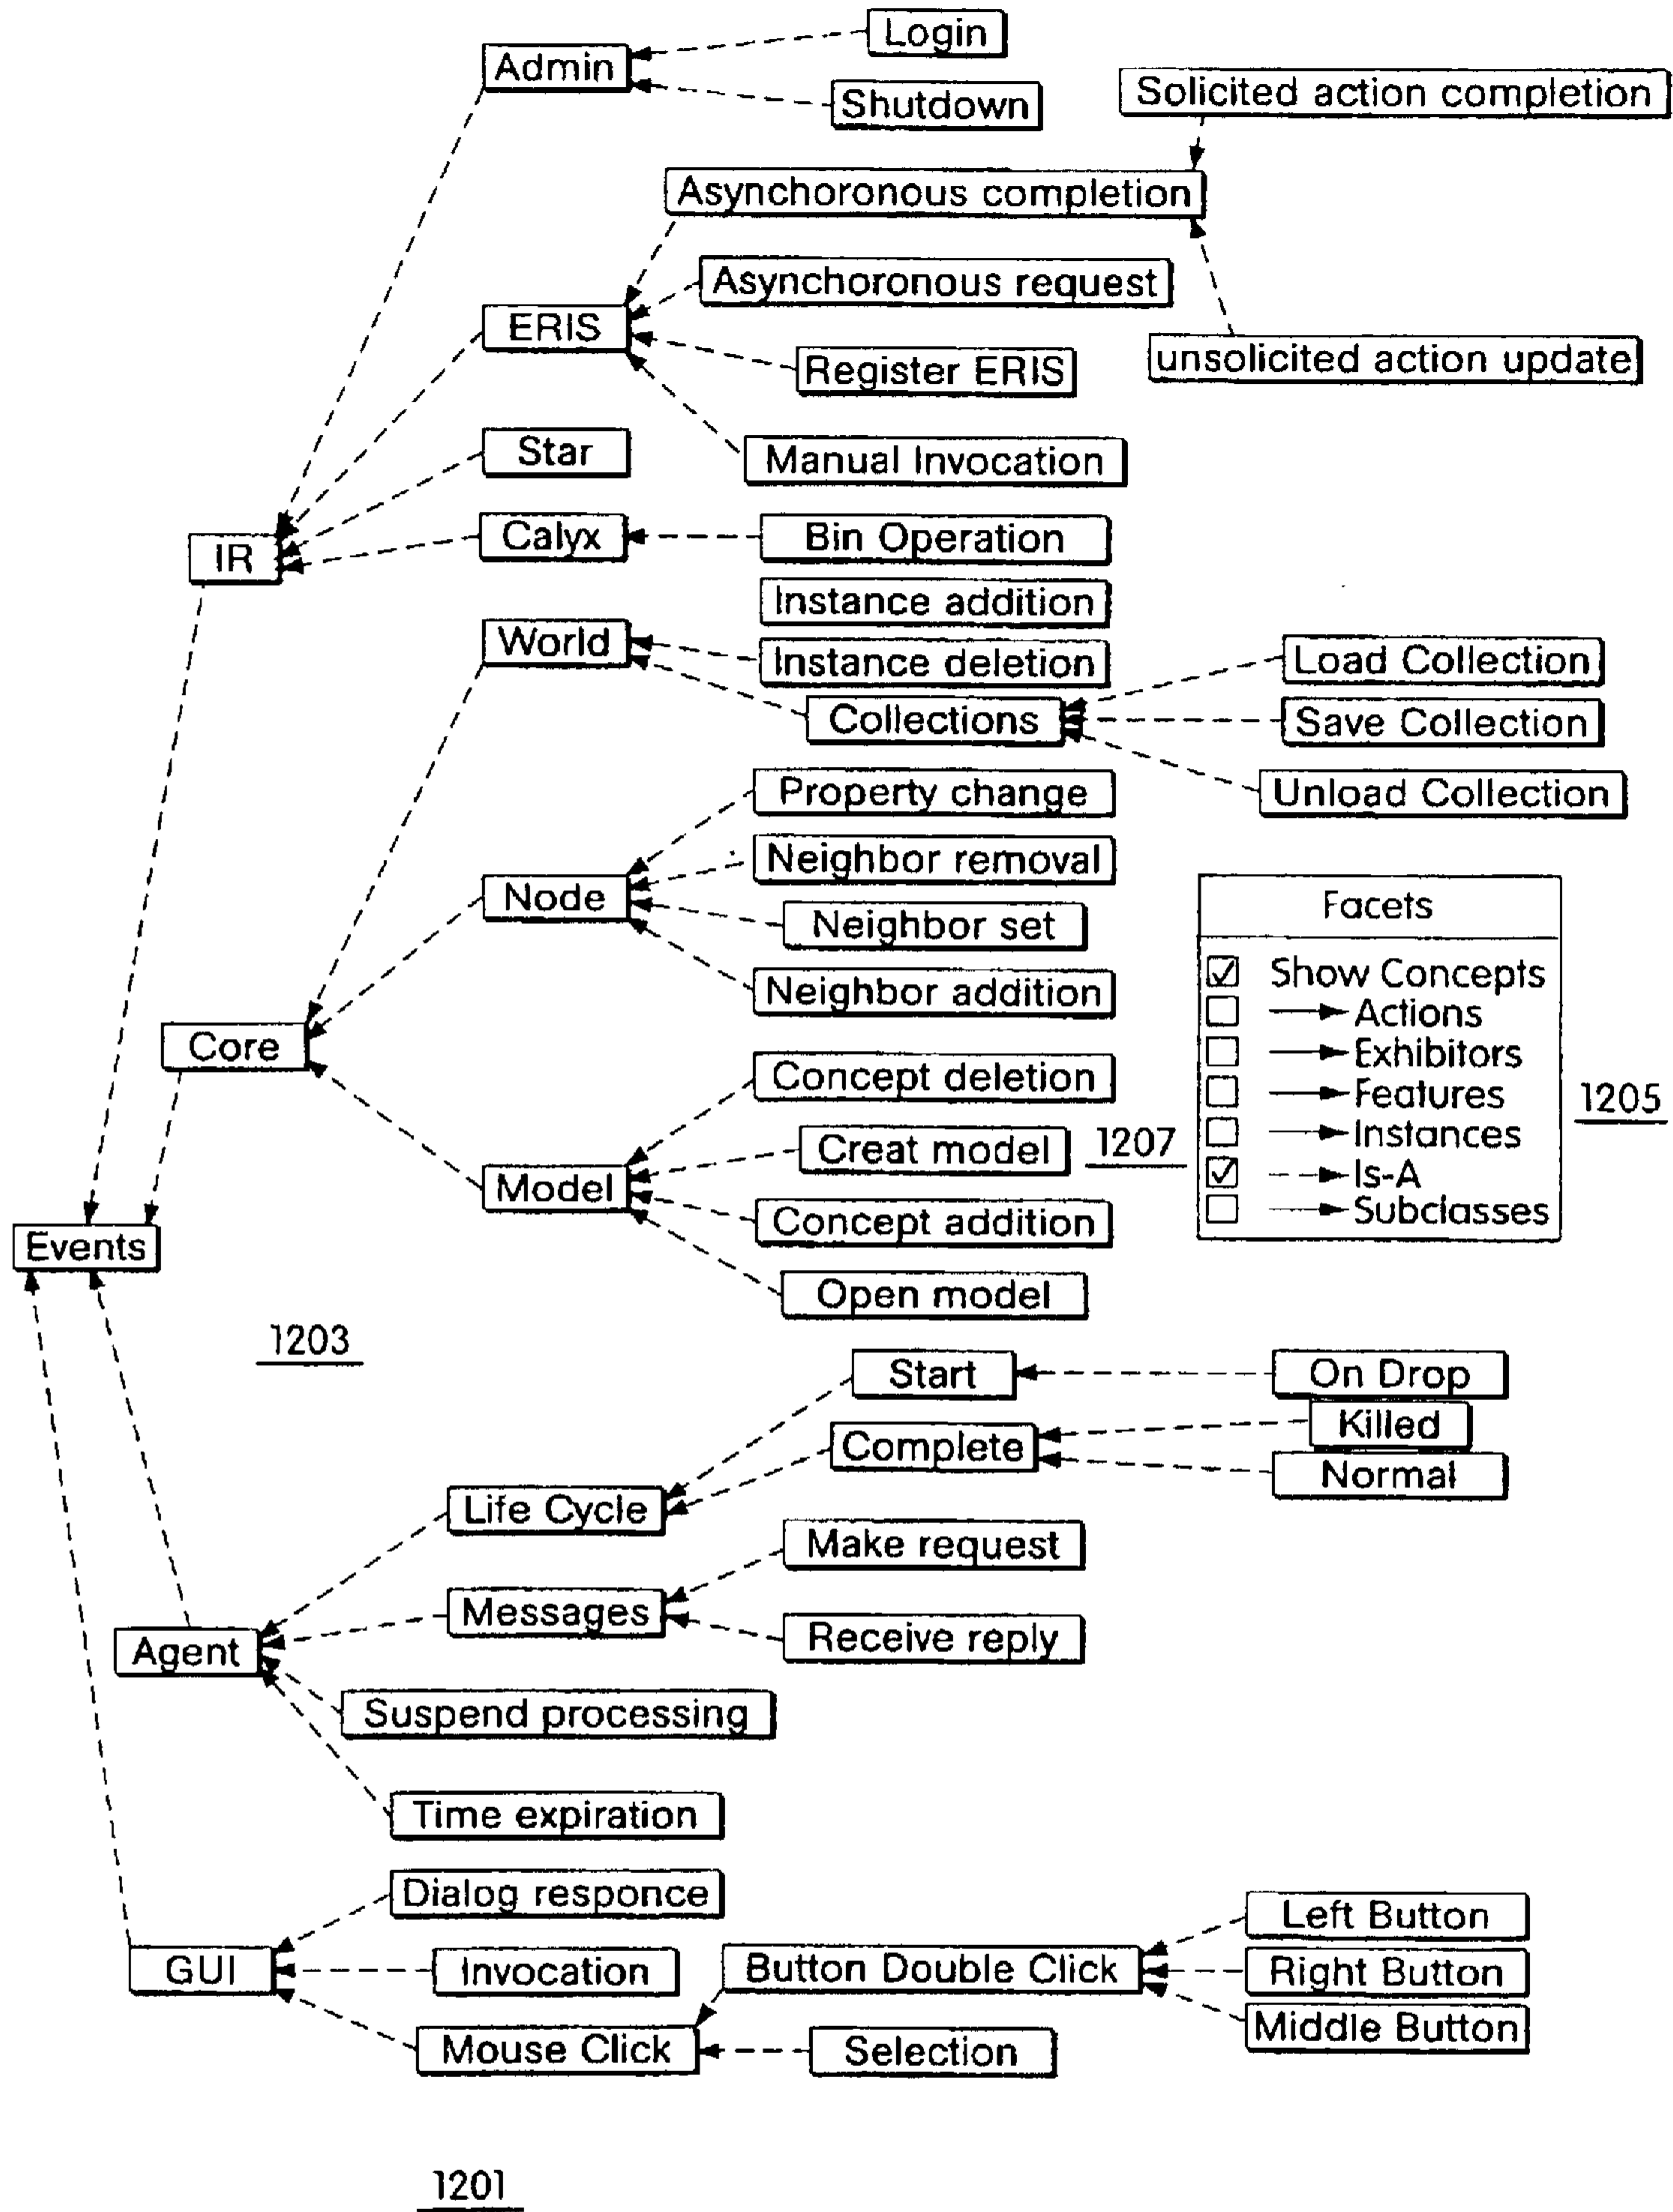 Login
Admin
Shutdown
Solicited action completion
Asynchoronous completion
Asynchoronous request
ERIS
Register ERIS
unsolicited action update
Star
Manual Invocation
IR
Calyx
Bin Operation
Instance addition
World
Instance deletion
Load Collection
Collections
Save Collection
Unload Collection
Property change
Neighbor removal
Node
Neighbor set
Neighbor addition
Facets
Show Concepts
Actions
Exhibitors
Features
Instances
Is-A
Subclasses
1205
Core
Concept deletion
Creat model
1207
Model
Concept addition
Open model
Events
1203
Start
On Drop
Killed
Complete
Normal
Life Cycle
Make request
Messages
Receive reply
Agent
Suspend processing
Time expiration
Dialog responce
Left Button
GUI
Invocation
Button Double Click
Right Button
Middle Button
Mouse Click
Selection
1201